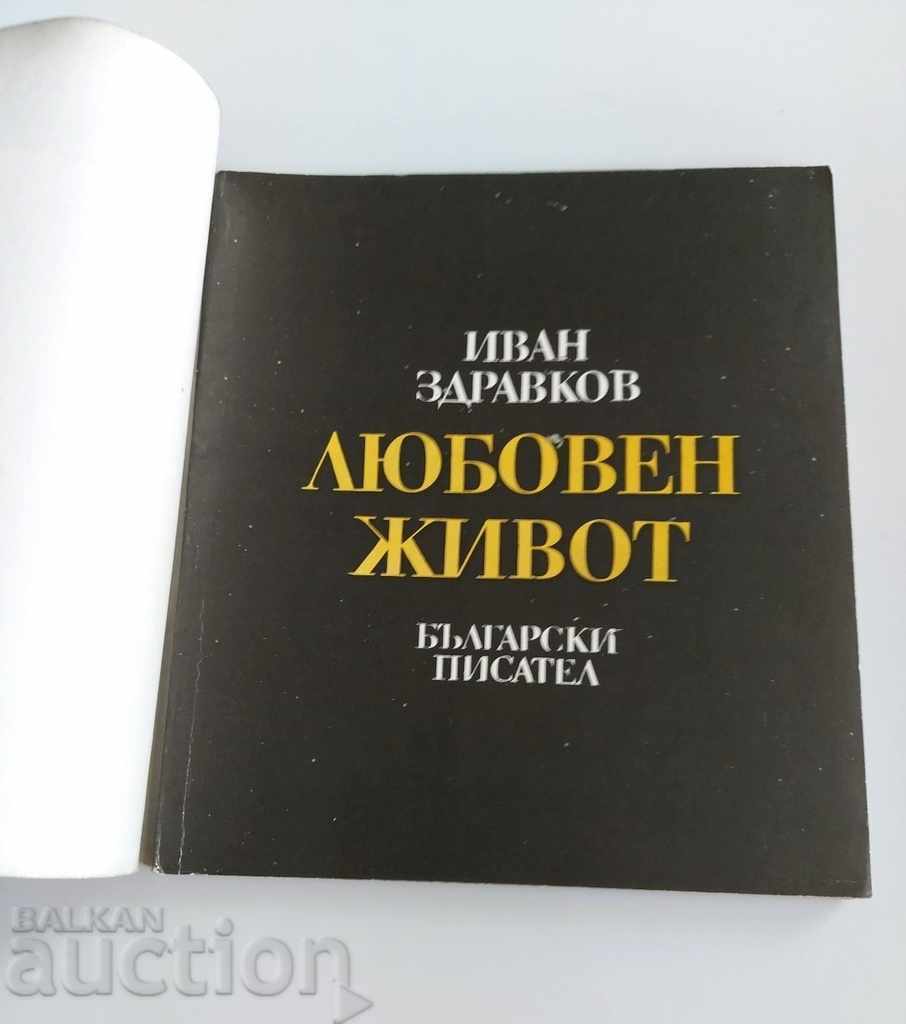 ИВАН
ЗДРАВКОВ
ЛЮБОВЕН
ЖИВОТ
БЪЛГАРСКИ
ПИСАТЕЛ
BALKAN
auction